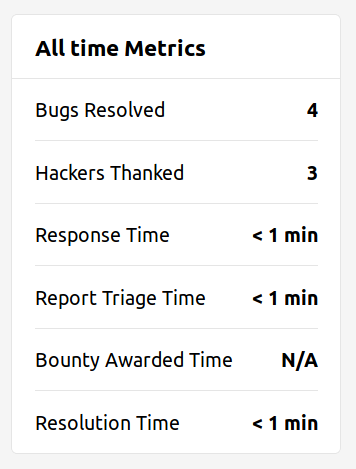 All time Metrics
Bugs Resolved 4
Hackers Thanked 3
Response Time < 1 min
Report Triage Time < 1 min
Bounty Awarded Time N/A
Resolution Time < 1 min